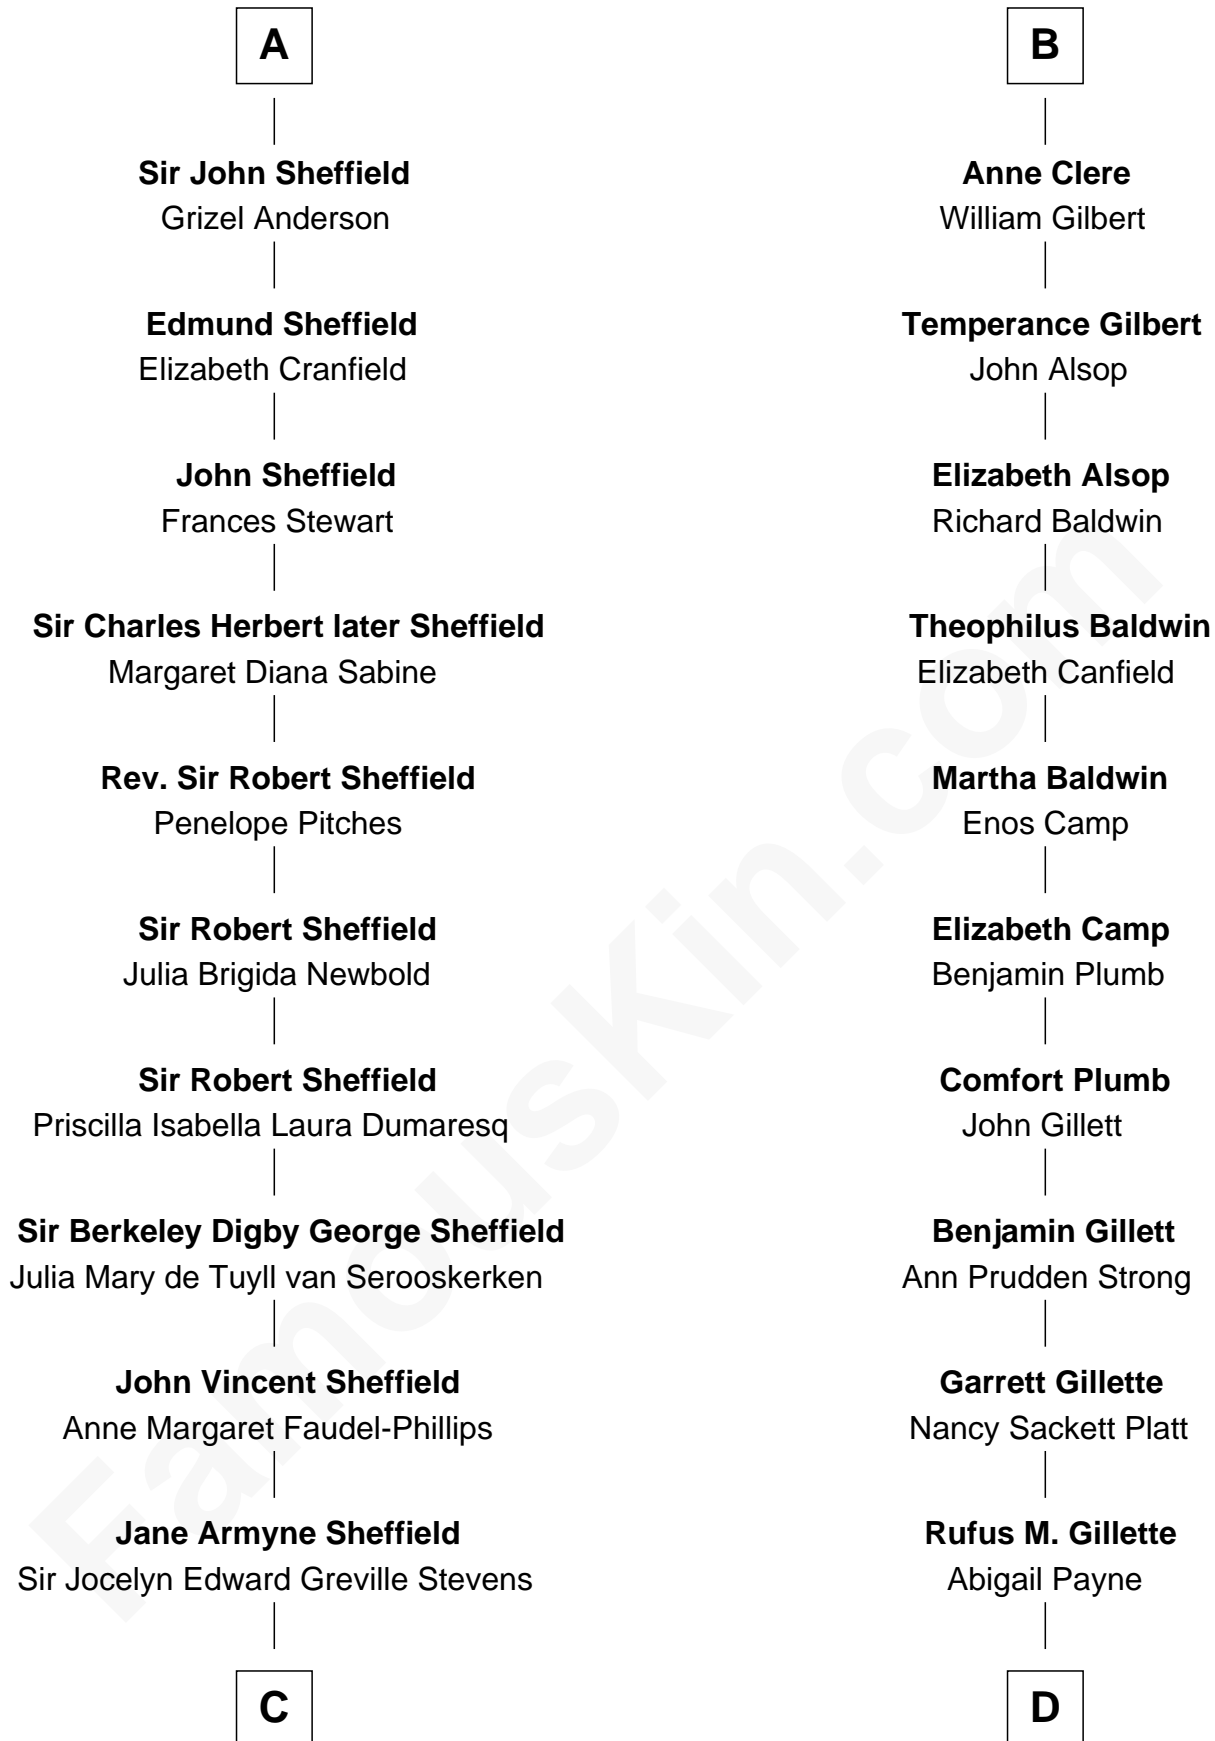 A
Sir John Sheffield
Grizel Anderson
Edmund Sheffield
Elizabeth Cranfield
John Sheffield
Frances Stewart
Sir Charles Herbert later Sheffield
Margaret Diana Sabine
Rev. Sir Robert Sheffield
Penelope Pitches
Sir Robert Sheffield
Julia Brigida Newbold
Sir Robert Sheffield
Priscilla Isabella Laura Dumaresq
Sir Berkeley Digby George Sheffield
Julia Mary de Tuyll van Serooskerken
John Vincent Sheffield
Anne Margaret Faudel-Phillips
Jane Armyne Sheffield
Sir Jocelyn Edward Greville Stevens
C
B
Anne Clere
William Gilbert
Temperance Gilbert
John Alsop
Elizabeth Alsop
Richard Baldwin
Theophilus Baldwin
Elizabeth Canfield
Martha Baldwin
Enos Camp
Elizabeth Camp
Benjamin Plumb
Comfort Plumb
John Gillett
Benjamin Gillett
Ann Prudden Strong
Garrett Gillette
Nancy Sackett Platt
Rufus M. Gillette
Abigail Payne
D
FamousKin.com